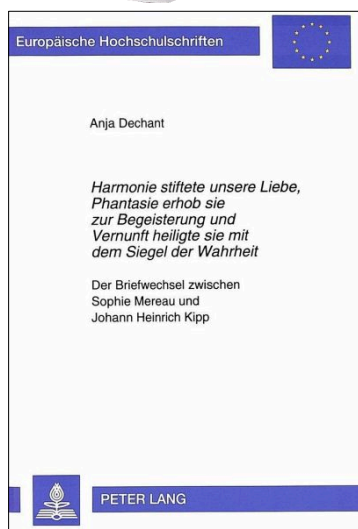 Europäische Hochschulschriften
Anja Dechant
Harmonie stiftete unsere Liebe,
Phantasie erhob sie
zur Begeisterung und
Vernunft heiligte sie mit
dem Siegel der Wahrheit
Der Briefwechsel zwischen
Sophie Mereau und
Johann Heinrich Kipp
PETER LANG